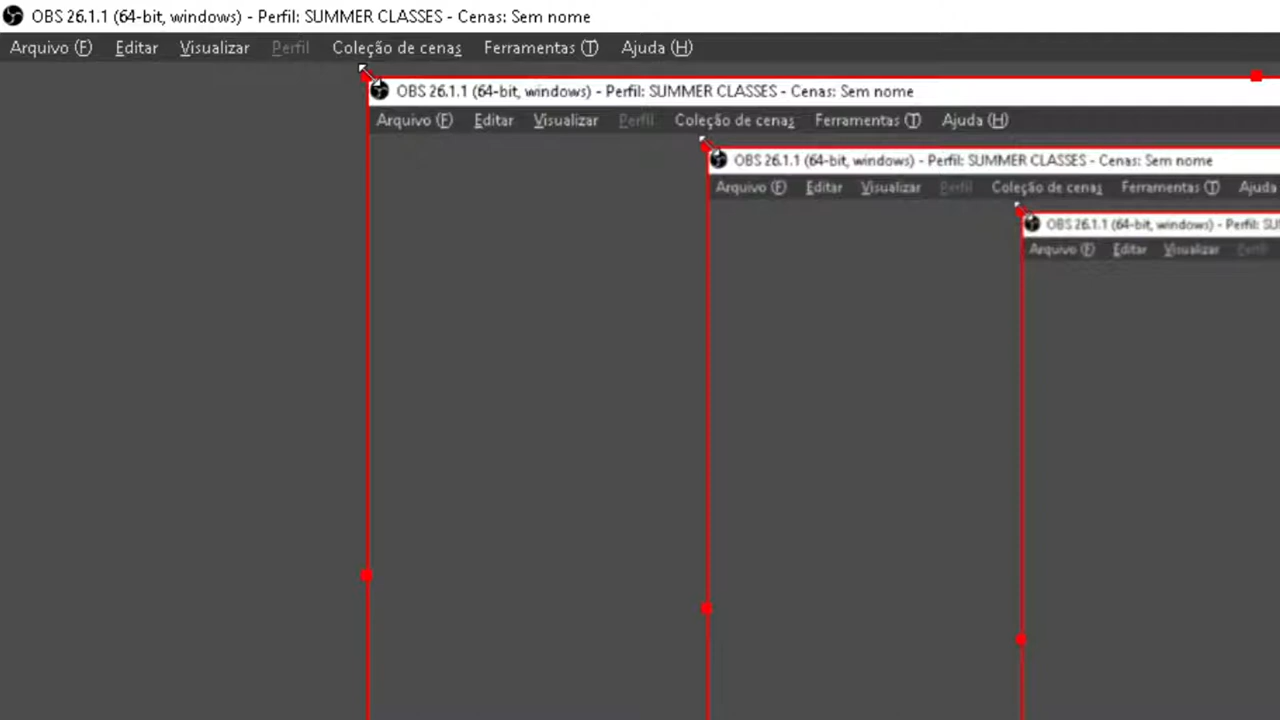 OBS 26.1.1 (64-bit, windows) - Perfil: SUMMER CLASSES - Cenas: Sem nome
Arquivo (F) Editar Visualizar Perfil Coleção de cenas Ferramentas (T) Ajuda (H)
OBS 26.1.1 (64-bit, windows) - Perfil: SUMMER CLASSES - Cenas: Sem nome
Arquivo (F) Editar Visualizar Perfil Coleção de cenas Ferramentas (T) Ajuda (H)
OBS 26.1.1 (64-bit, windows) - Perfil: SUMMER CLASSES - Cenas: Sem nome
Arquivo (F) Editar Visualizar Perfil Coleção de cenas Ferramentas (T) Ajuda
OBS 26.1.1 (64-bit, windows) - Perfil: SU
Arquivo (F) Editar Visualizar Perfil